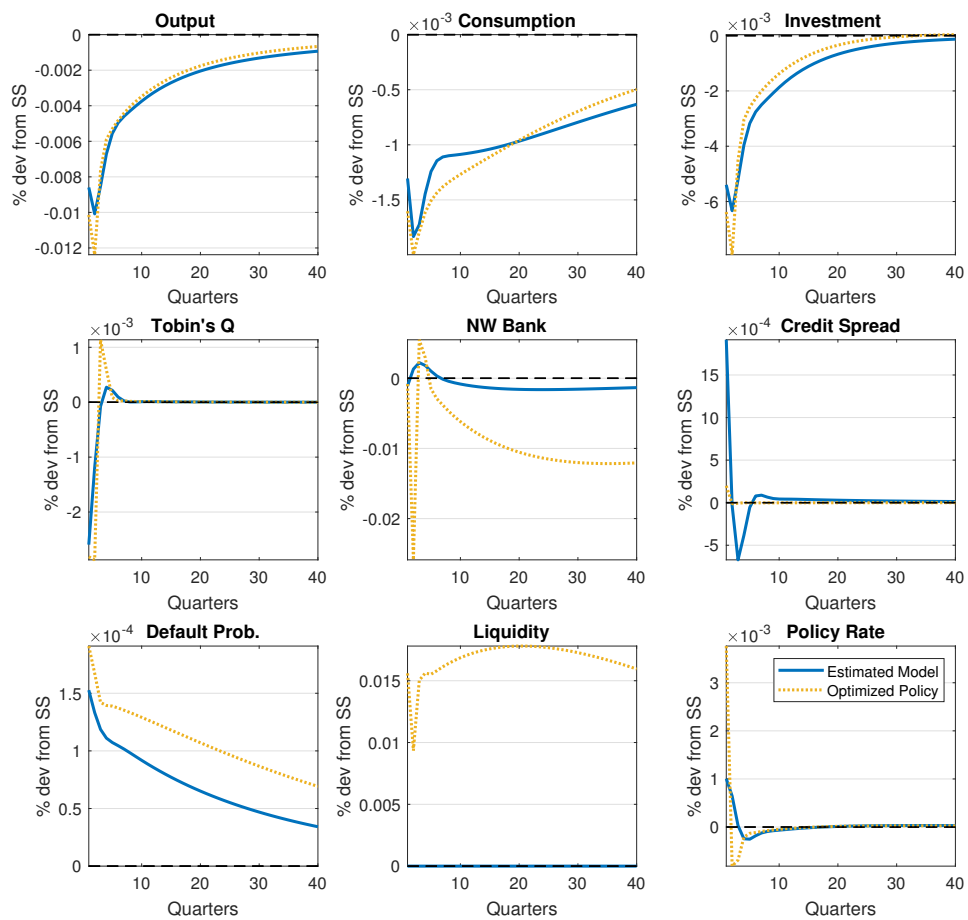 Output
% dev from SS
0
-0.002
-0.004
-0.006
-0.008
-0.01
-0.012
10 20 30 40
Quarters
×10-3 Consumption
% dev from SS
0
-0.5
-1
-1.5
10 20 30 40
Quarters
×10-3 Investment
% dev from SS
0
-2
-4
-6
10 20 30 40
Quarters
×10-3 Tobin's Q
% dev from SS
1
0
-1
-2
10 20 30 40
Quarters
NW Bank
% dev from SS
0
-0.01
-0.02
10 20 30 40
Quarters
×10-4 Credit Spread
% dev from SS
15
10
5
0
-5
10 20 30 40
Quarters
×10-4 Default Prob.
% dev from SS
1.5
1
0.5
0
10 20 30 40
Quarters
Liquidity
% dev from SS
0.015
0.01
0.005
0
10 20 30 40
Quarters
×10-3 Policy Rate
% dev from SS
3
2
1
0
10 20 30 40
Quarters
Estimated Model
Optimized Policy